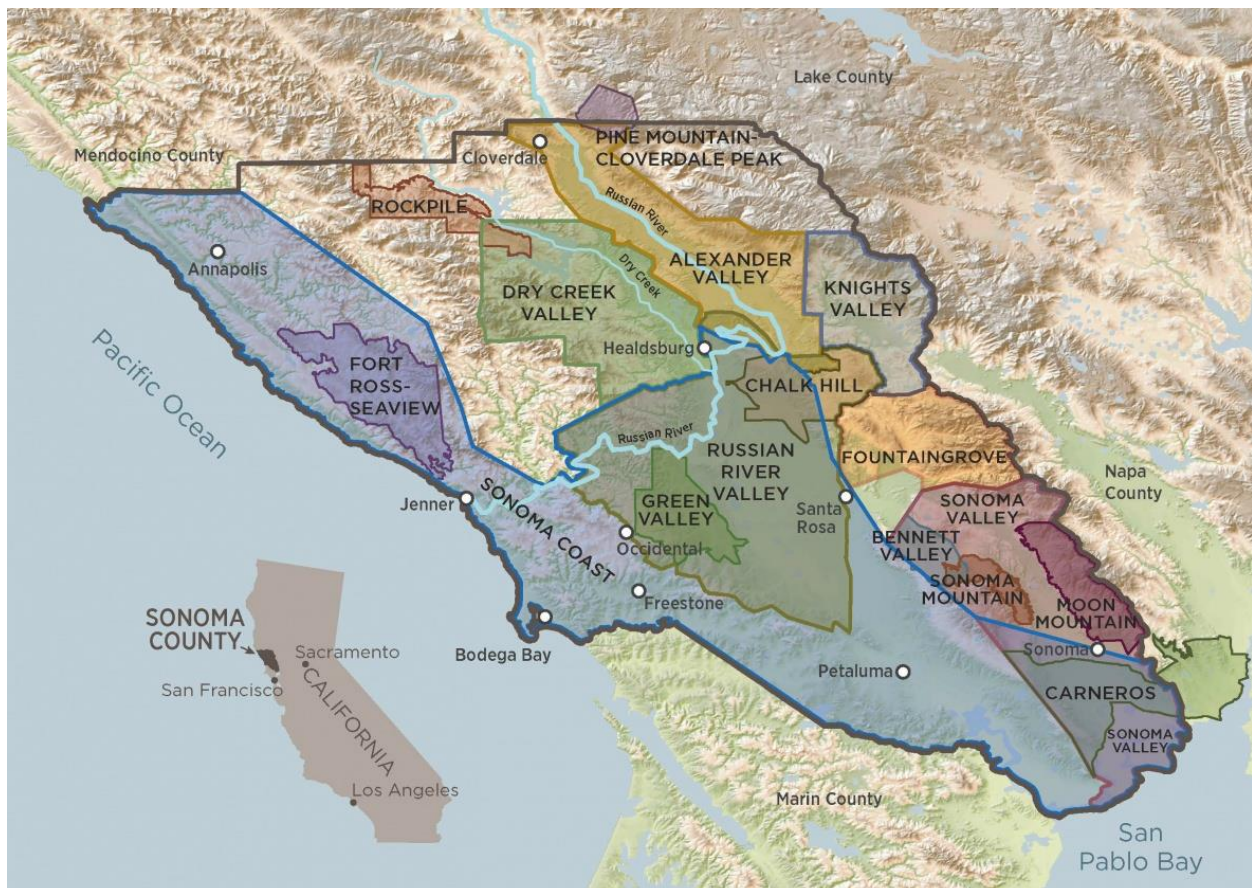 Lake County
Mendocino County
Cloverdale
PINE MOUNTAIN-
CLOVERDALE PEAK
Russian River
ROCKPILE
Annapolis
ALEXANDER
VALLEY
Dry Creek
DRY CREEK
VALLEY
KNIGHTS
VALLEY
Pacific Ocean
Healdsburg
FORT
ROSS-
SEAVIEW
CHALK HILL
Russian River
RUSSIAN
RIVER
VALLEY
FOUNTAINGROVE
Napa
County
Jenner
SONOMA COAST
GREEN
VALLEY
Santa
Rosa
SONOMA
VALLEY
Occidental
BENNETT
VALLEY
SONOMA
MOUNTAIN
MOON
MOUNTAIN
Freestone
Bodega Bay
Sonoma
Petaluma
CARNEROS
SONOMA
VALLEY
SONOMA
COUNTY
Sacramento
San Francisco
CALIFORNIA
Los Angeles
Marin County
San
Pablo Bay